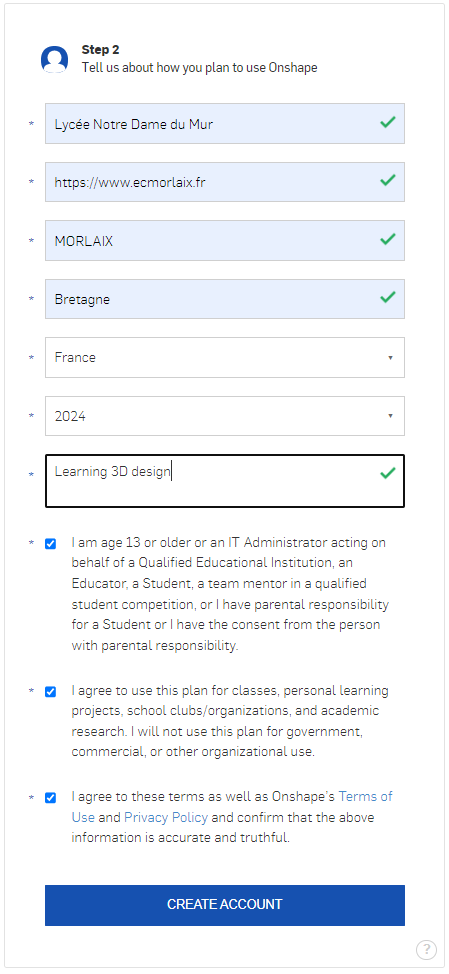 Step 2
Tell us about how you plan to use Onshape
* Lycée Notre Dame du Mur
* https://www.ecmorlaix.fr
* MORLAIX
* Bretagne
* France
* 2024
* Learning 3D design
* I am age 13 or older or an IT Administrator acting on
behalf of a Qualified Educational Institution, an
Educator, a Student, a team mentor in a qualified
student competition, or I have parental responsibility
for a Student or I have the consent from the person
with parental responsibility.
* I agree to use this plan for classes, personal learning
projects, school clubs/organizations, and academic
research. I will not use this plan for government,
commercial, or other organizational use.
* I agree to these terms as well as Onshape's Terms of
Use and Privacy Policy and confirm that the above
information is accurate and truthful.
CREATE ACCOUNT
?